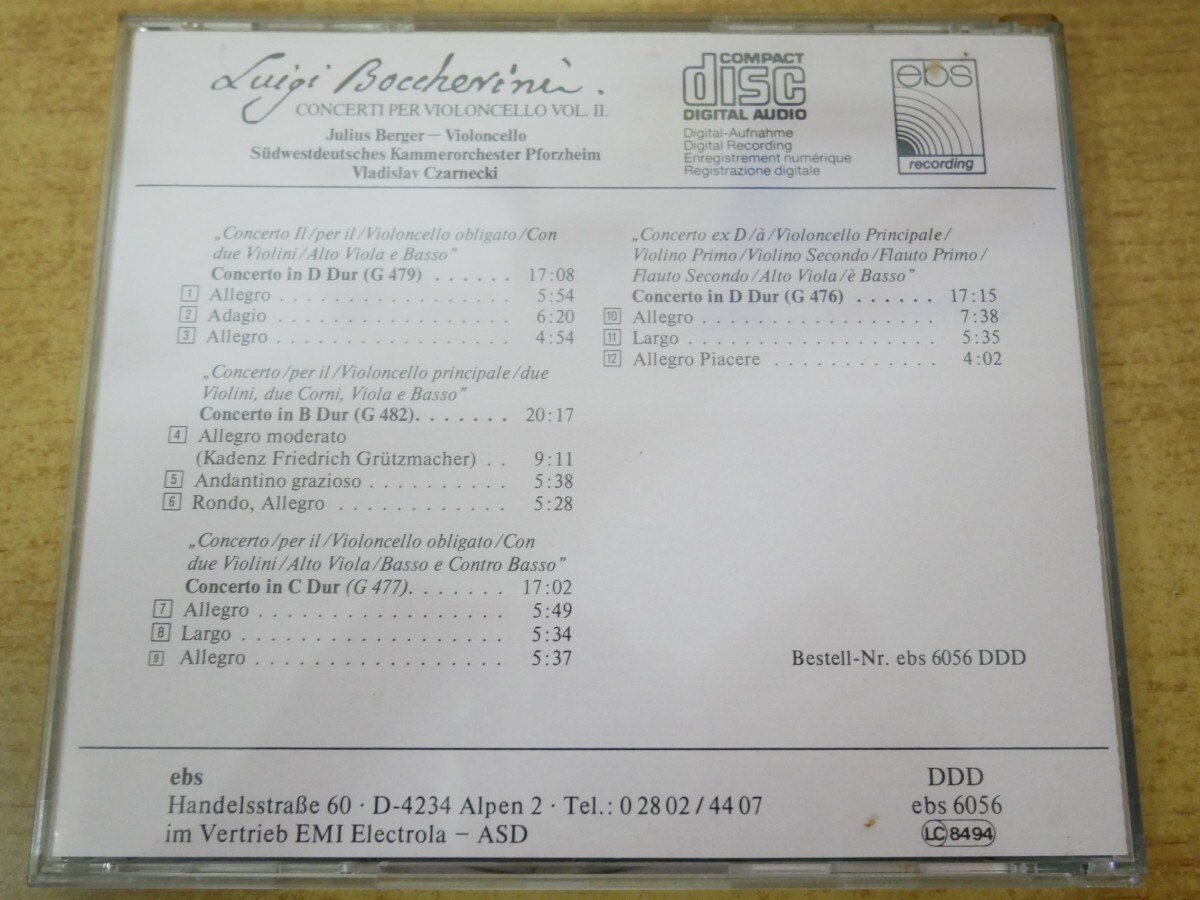 Luigi Boccherini.
CONCERTI PER VIOLONCELLO VOL. II.
Julius Berger – Violoncello
Südwestdeutsches Kammerorchester Pforzheim
Vladislav Czarnecki
COMPACT
disc
DIGITAL AUDIO
Digital-Aufnahme
Digital Recording
Enregistrement numérique
Registrazione digitale
ebs
recording
„Concerto II/per il/Violoncello obligato/Con
due Violini/Alto Viola e Basso”
Concerto in D Dur (G 479) . . . . . . 17:08
1 Allegro . . . . . . . . . . . . . . . . . 5:54
2 Adagio . . . . . . . . . . . . . . . . . 6:20
3 Allegro . . . . . . . . . . . . . . . . . 4:54
„Concerto/per il/Violoncello principale/due
Violini, due Corni, Viola e Basso”
Concerto in B Dur (G 482). . . . . . . 20:17
4 Allegro moderato
(Kadenz Friedrich Grützmacher) . . 9:11
5 Andantino grazioso . . . . . . . . . . 5:38
6 Rondo, Allegro . . . . . . . . . . . . 5:28
„Concerto/per il/Violoncello obligato/Con
due Violini/Alto Viola/Basso e Contro Basso”
Concerto in C Dur (G 477). . . . . . . 17:02
7 Allegro . . . . . . . . . . . . . . . . . 5:49
8 Largo . . . . . . . . . . . . . . . . . . 5:34
9 Allegro . . . . . . . . . . . . . . . . . 5:37
„Concerto ex D/à/Violoncello Principale/
Violino Primo/Violino Secondo/Flauto Primo/
Flauto Secondo/Alto Viola/è Basso”
Concerto in D Dur (G 476) . . . . . . 17:15
10 Allegro . . . . . . . . . . . . . . . . . 7:38
11 Largo . . . . . . . . . . . . . . . . . . 5:35
12 Allegro Piacere . . . . . . . . . . . . 4:02
Bestell-Nr. ebs 6056 DDD
ebs
Handelsstraße 60 · D-4234 Alpen 2 · Tel.: 0 28 02 / 44 07
im Vertrieb EMI Electrola – ASD
DDD
ebs 6056
LC 8494